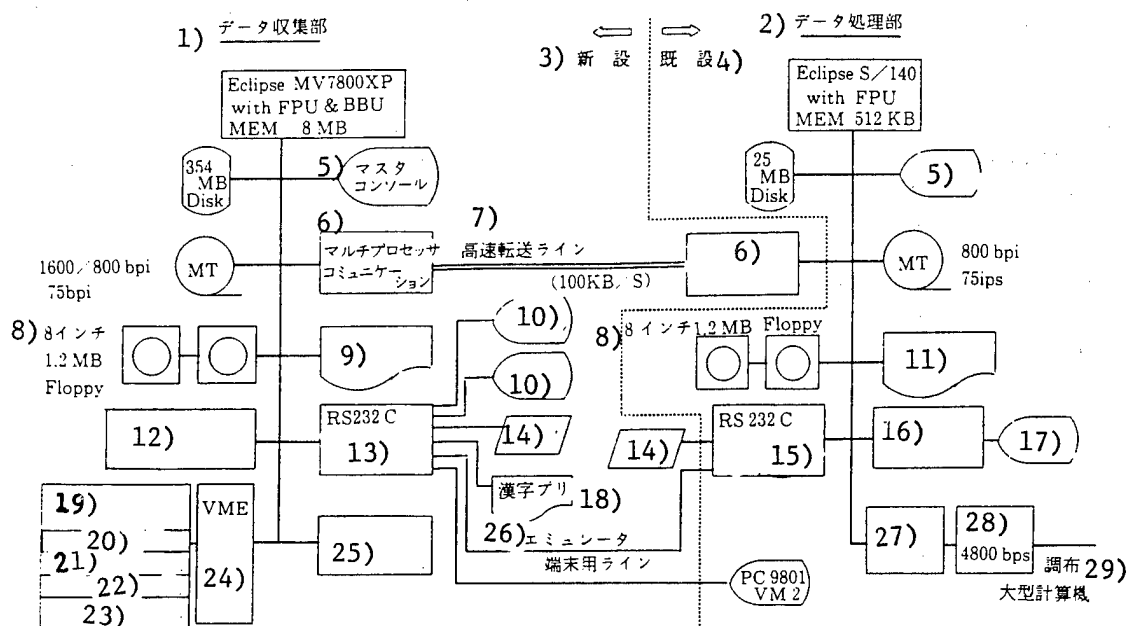 1) データ収集部
2) データ処理部
3) 新設 既設 4)
Eclipse MV7800XP
with FPU & BBU
MEM 8 MB
Eclipse S/140
with FPU
MEM 512 KB
354
MB
Disk
5) マスタ
コンソール
25
MB
Disk
5)
1600/800 bpi
75bpi
MT
6)
マルチプロセッサ
コミュニケー
ション
7)
高速転送ライン
(100KB/S)
6)
MT
800 bpi
75ips
8) 8インチ
1.2 MB
Floppy
9)
10)
10)
8) 8インチ 1.2 MB Floppy
11)
12)
RS232 C
13)
14)
14)
RS 232 C
15)
16)
17)
漢字プリ 18)
19)
20)
21)
22)
23)
VME
24)
25)
26) エミュレータ
端末用ライン
PC 9801
VM 2
27)
28)
4800 bps
調布 29)
大型計算機